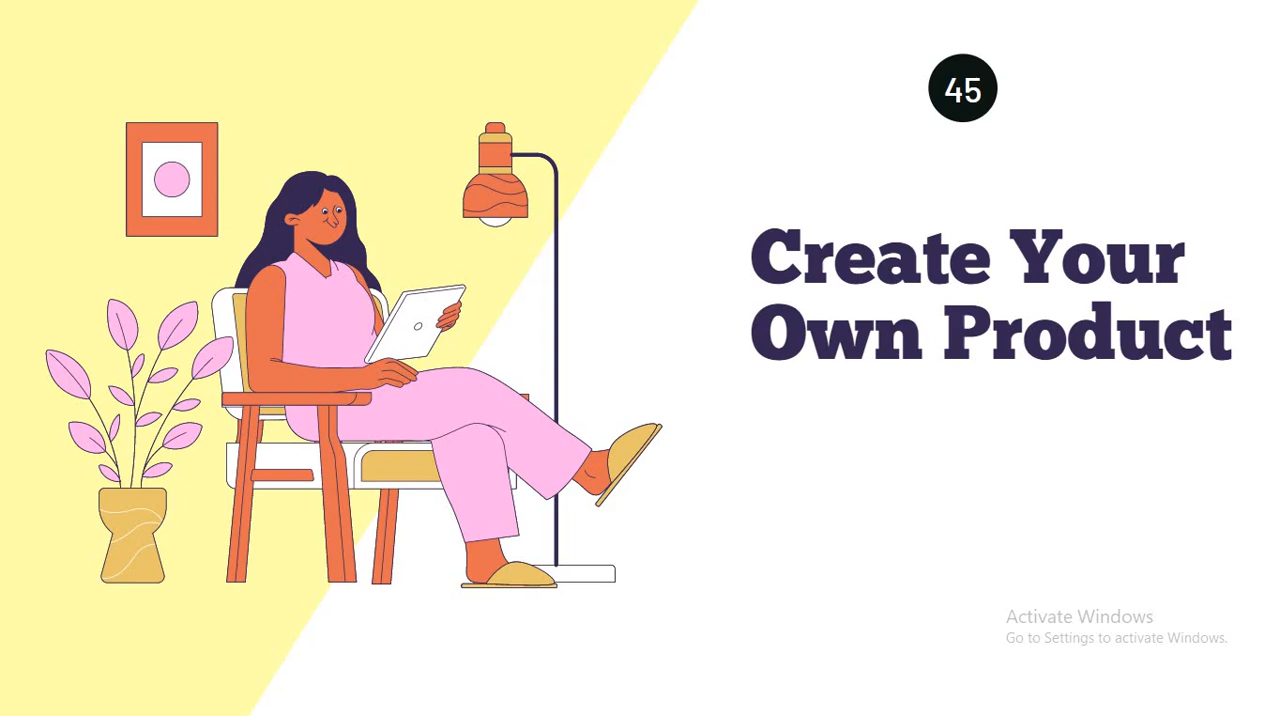 45
Create Your
Own Product
Activate Windows
Go to Settings to activate Windows.